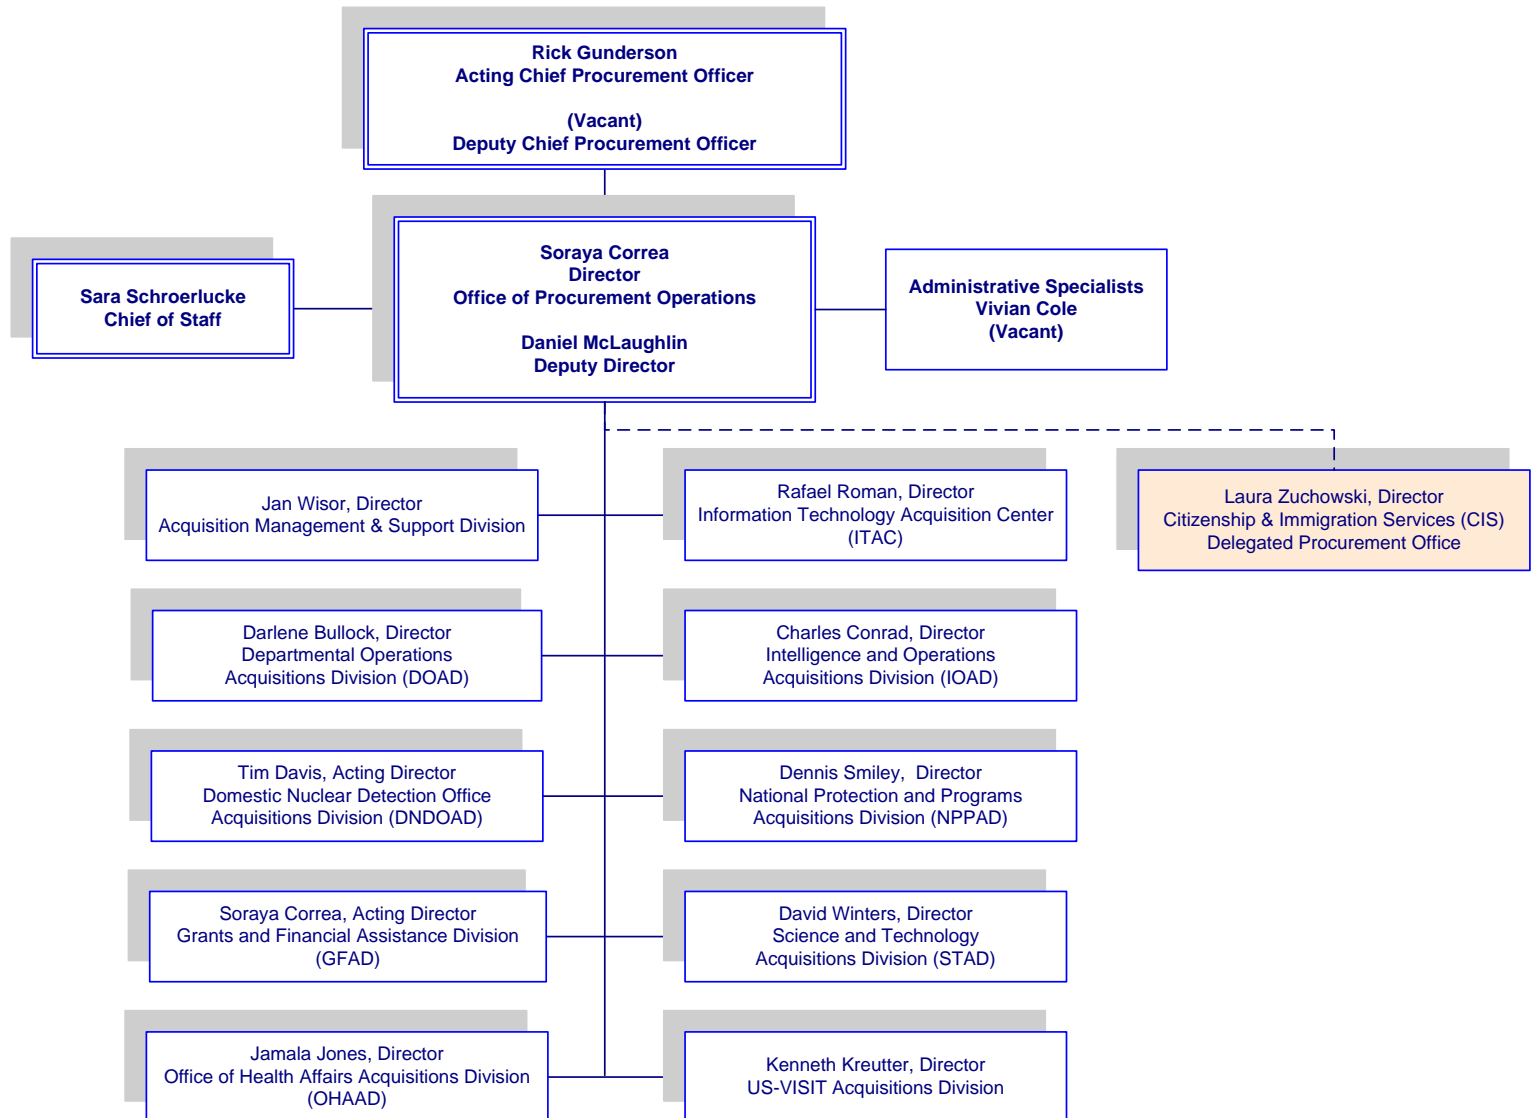 Rick Gunderson
Acting Chief Procurement Officer
(Vacant)
Deputy Chief Procurement Officer
Soraya Correa
Director
Office of Procurement Operations
Daniel McLaughlin
Deputy Director
Sara Schroerlucke
Chief of Staff
Administrative Specialists
Vivian Cole
(Vacant)
Jan Wisor, Director
Acquisition Management & Support Division
Rafael Roman, Director
Information Technology Acquisition Center
(ITAC)
Laura Zuchowski, Director
Citizenship & Immigration Services (CIS)
Delegated Procurement Office
Darlene Bullock, Director
Departmental Operations
Acquisitions Division (DOAD)
Charles Conrad, Director
Intelligence and Operations
Acquisitions Division (IOAD)
Tim Davis, Acting Director
Domestic Nuclear Detection Office
Acquisitions Division (DNDOAD)
Dennis Smiley,  Director
National Protection and Programs
Acquisitions Division (NPPAD)
Soraya Correa, Acting Director
Grants and Financial Assistance Division
(GFAD)
David Winters, Director
Science and Technology
Acquisitions Division (STAD)
Jamala Jones, Director
Office of Health Affairs Acquisitions Division
(OHAAD)
Kenneth Kreutter, Director
US-VISIT Acquisitions Division